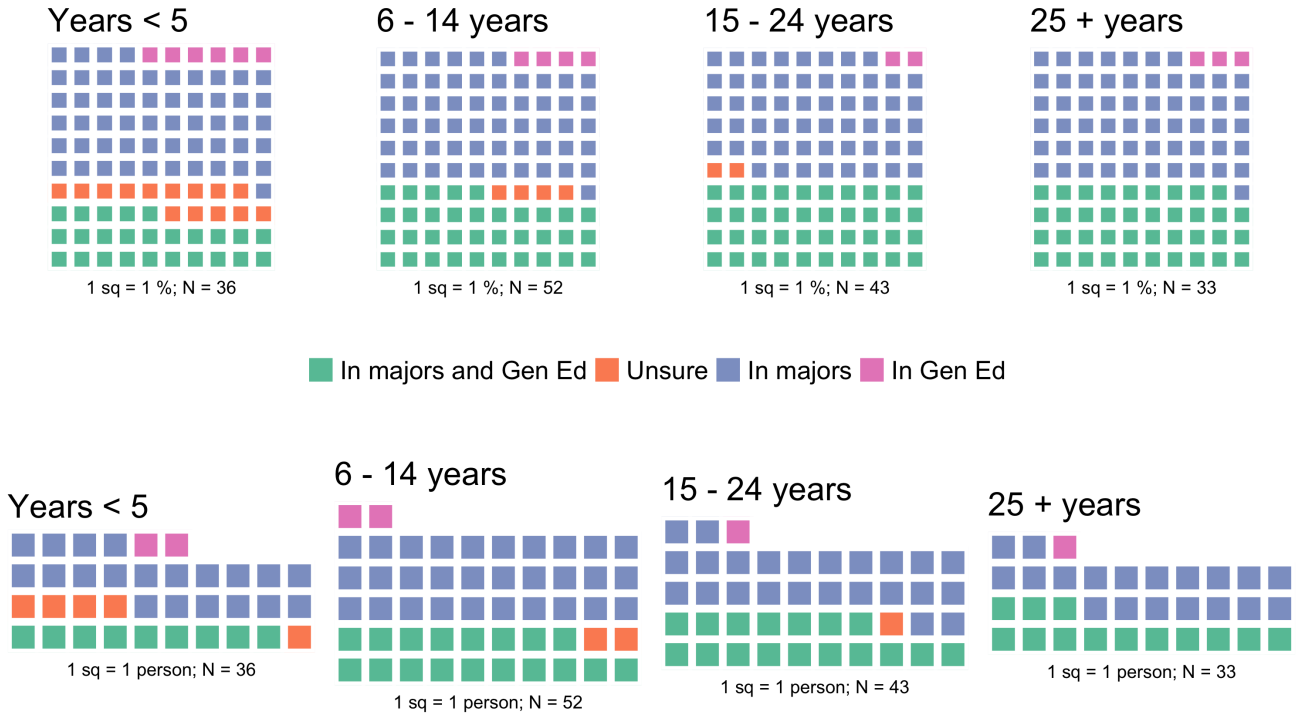 Years < 5
6 - 14 years
15 - 24 years
25 + years
1 sq = 1 %; N = 36
1 sq = 1 %; N = 52
1 sq = 1 %; N = 43
1 sq = 1 %; N = 33
In majors and Gen Ed
Unsure
In majors
In Gen Ed
Years < 5
6 - 14 years
15 - 24 years
25 + years
1 sq = 1 person; N = 36
1 sq = 1 person; N = 52
1 sq = 1 person; N = 43
1 sq = 1 person; N = 33